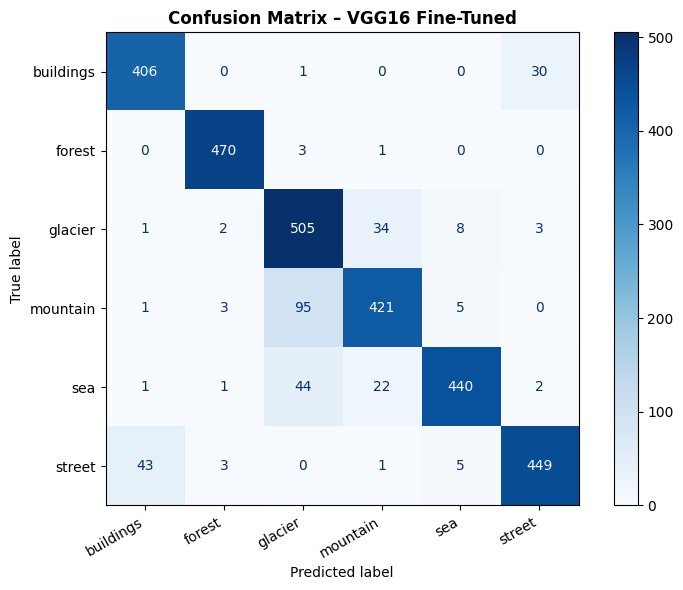 Confusion Matrix – VGG16 Fine-Tuned
buildings 406 0 1 0 0 30
forest 0 470 3 1 0 0
glacier 1 2 505 34 8 3
mountain 1 3 95 421 5 0
sea 1 1 44 22 440 2
street 43 3 0 1 5 449
True label
buildings forest glacier mountain sea street
Predicted label
500
400
300
200
100
0